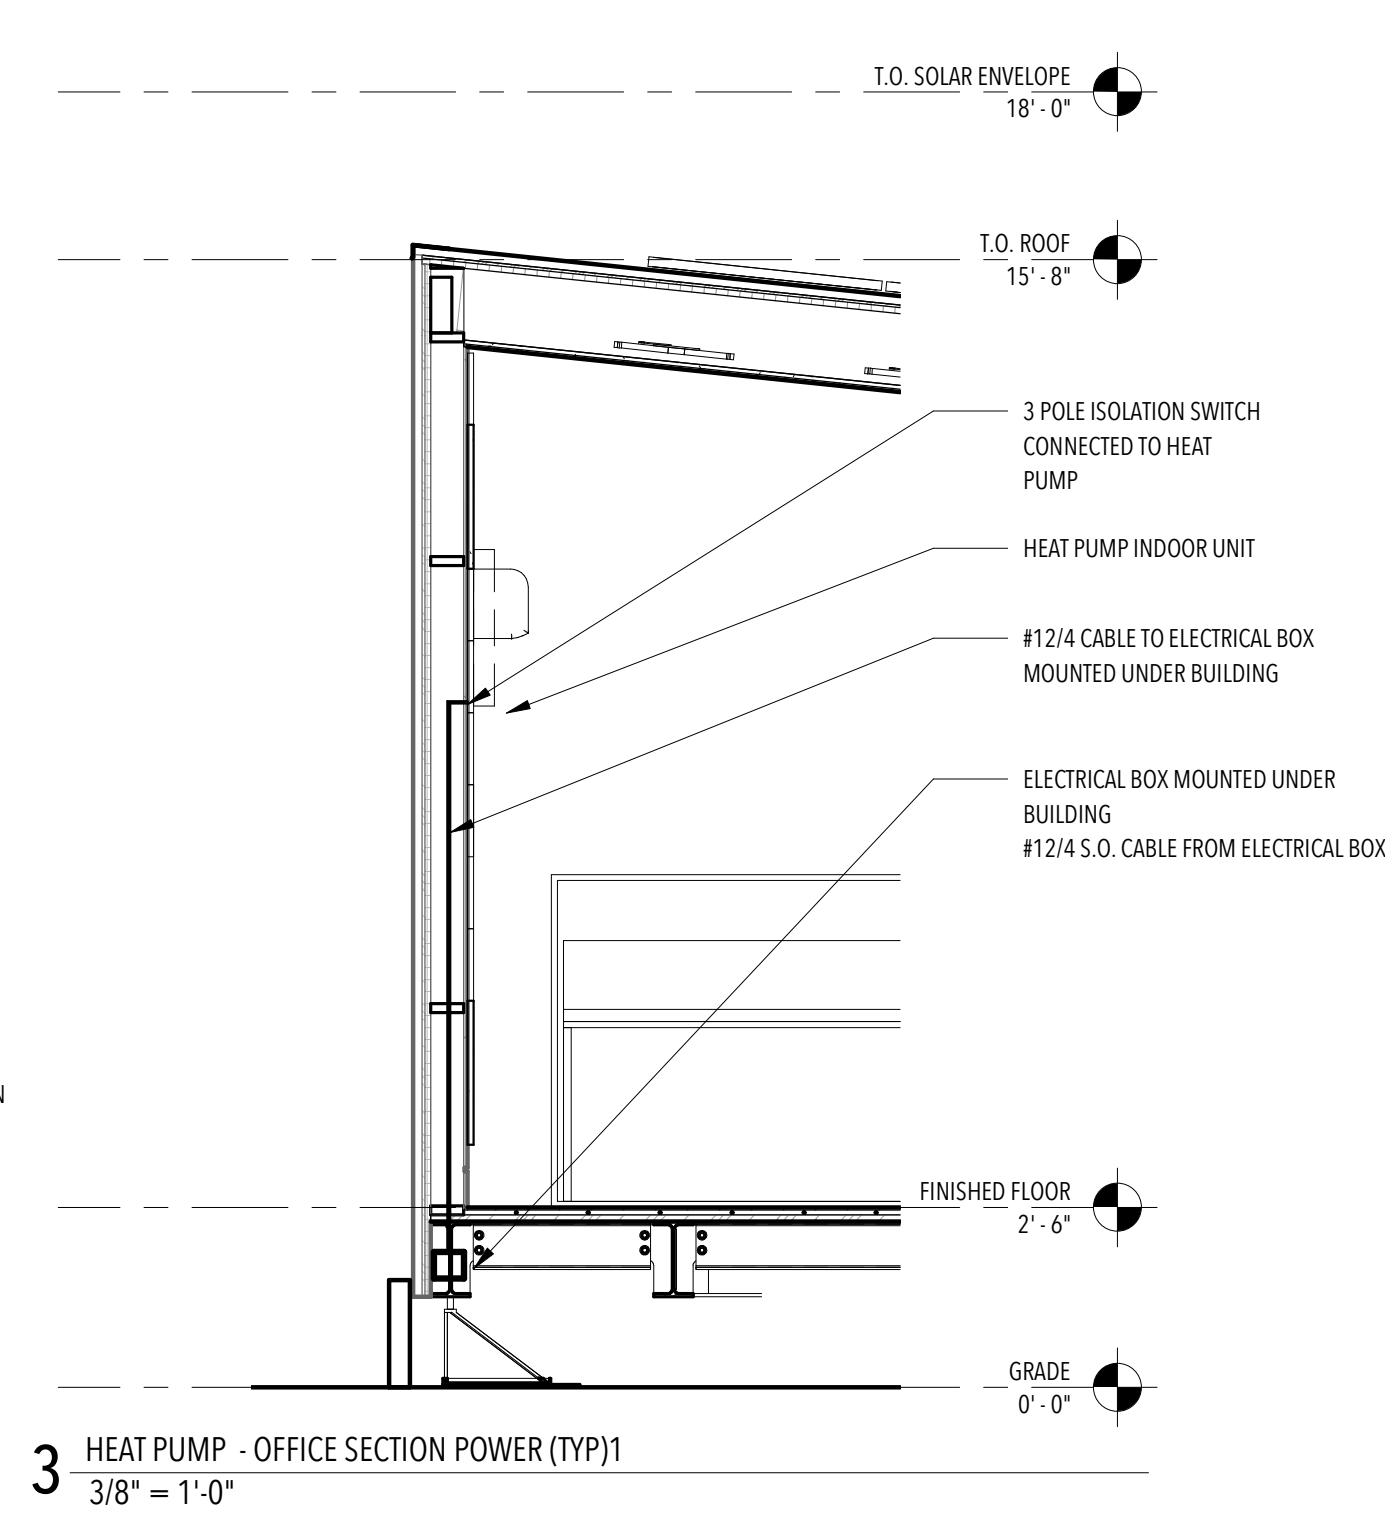 T.O. SOLAR ENVELOPE
18' - 0"
T.O. ROOF
15' - 8"
3 POLE ISOLATION SWITCH
CONNECTED TO HEAT
PUMP
HEAT PUMP INDOOR UNIT
#12/4 CABLE TO ELECTRICAL BOX
MOUNTED UNDER BUILDING
ELECTRICAL BOX MOUNTED UNDER
BUILDING
#12/4 S.O. CABLE FROM ELECTRICAL BOX
FINISHED FLOOR
2' - 6"
GRADE
0' - 0"
3 HEAT PUMP - OFFICE SECTION POWER (TYP)1
3/8" = 1'-0"